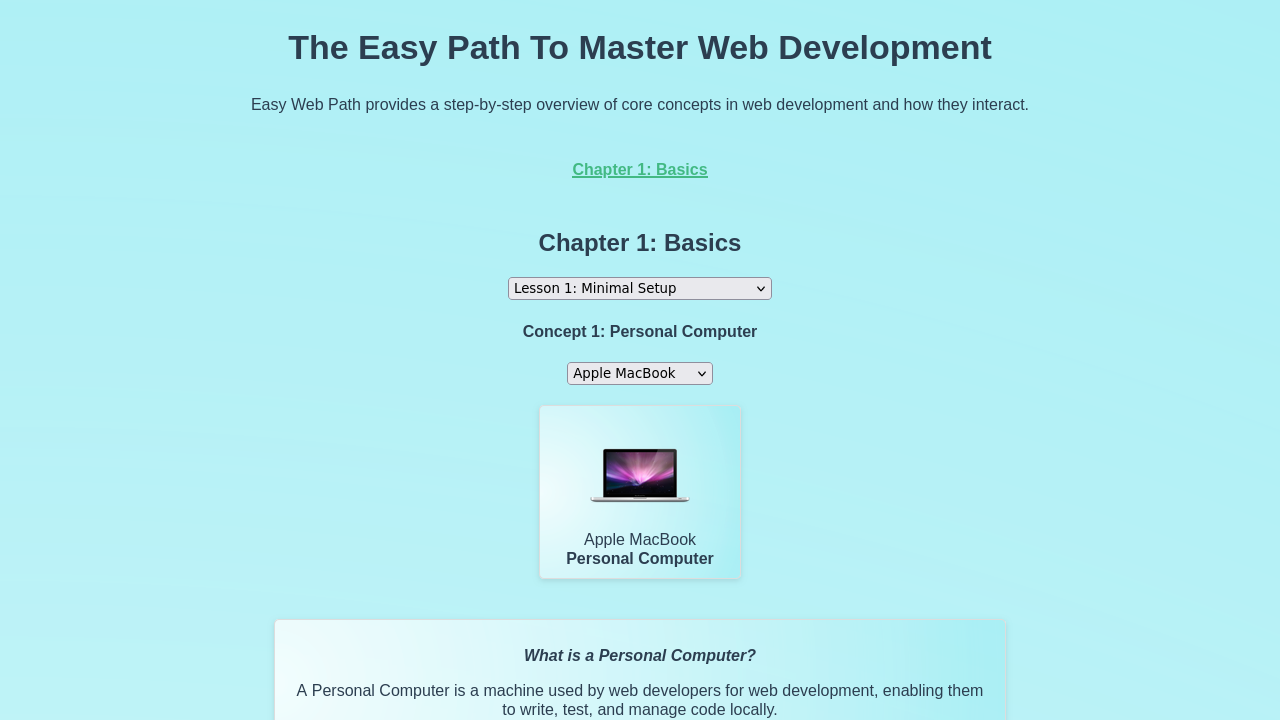 The Easy Path To Master Web Development
Easy Web Path provides a step-by-step overview of core concepts in web development and how they interact.
Chapter 1: Basics
Chapter 1: Basics
Lesson 1: Minimal Setup
Concept 1: Personal Computer
Apple MacBook
Apple MacBook
Personal Computer
What is a Personal Computer?
A Personal Computer is a machine used by web developers for web development, enabling them
to write, test, and manage code locally.